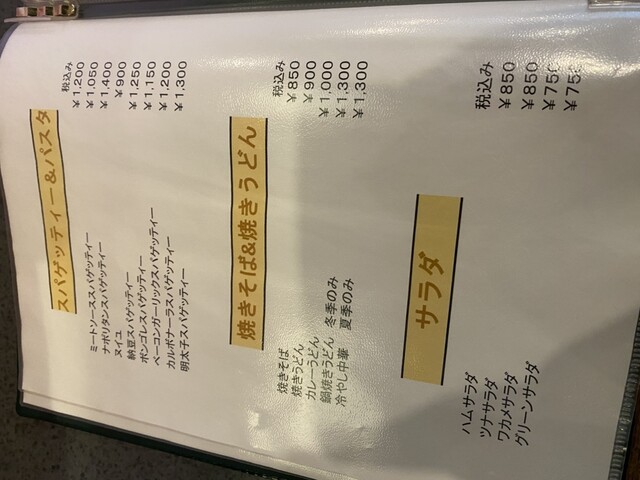 スパゲッティー&パスタ
税込み
ミートソーススパゲッティー ¥1,200
ナポリタンスパゲッティー ¥1,050
ヌイユ ¥1,400
納豆スパゲッティー ¥900
ボンゴレスパゲッティー ¥1,250
ベーコンガーリックスパゲッティー ¥1,150
カルボナーラスパゲッティー ¥1,200
明太子スパゲッティー ¥1,300
焼きそば&焼きうどん
税込み
焼きそば ¥850
焼きうどん ¥900
カレーうどん ¥1,000
鍋焼きうどん 冬季のみ ¥1,300
冷やし中華 夏季のみ ¥1,300
サラダ
税込み
ハムサラダ ¥850
ツナサラダ ¥850
ワカメサラダ
グリーンサラダ